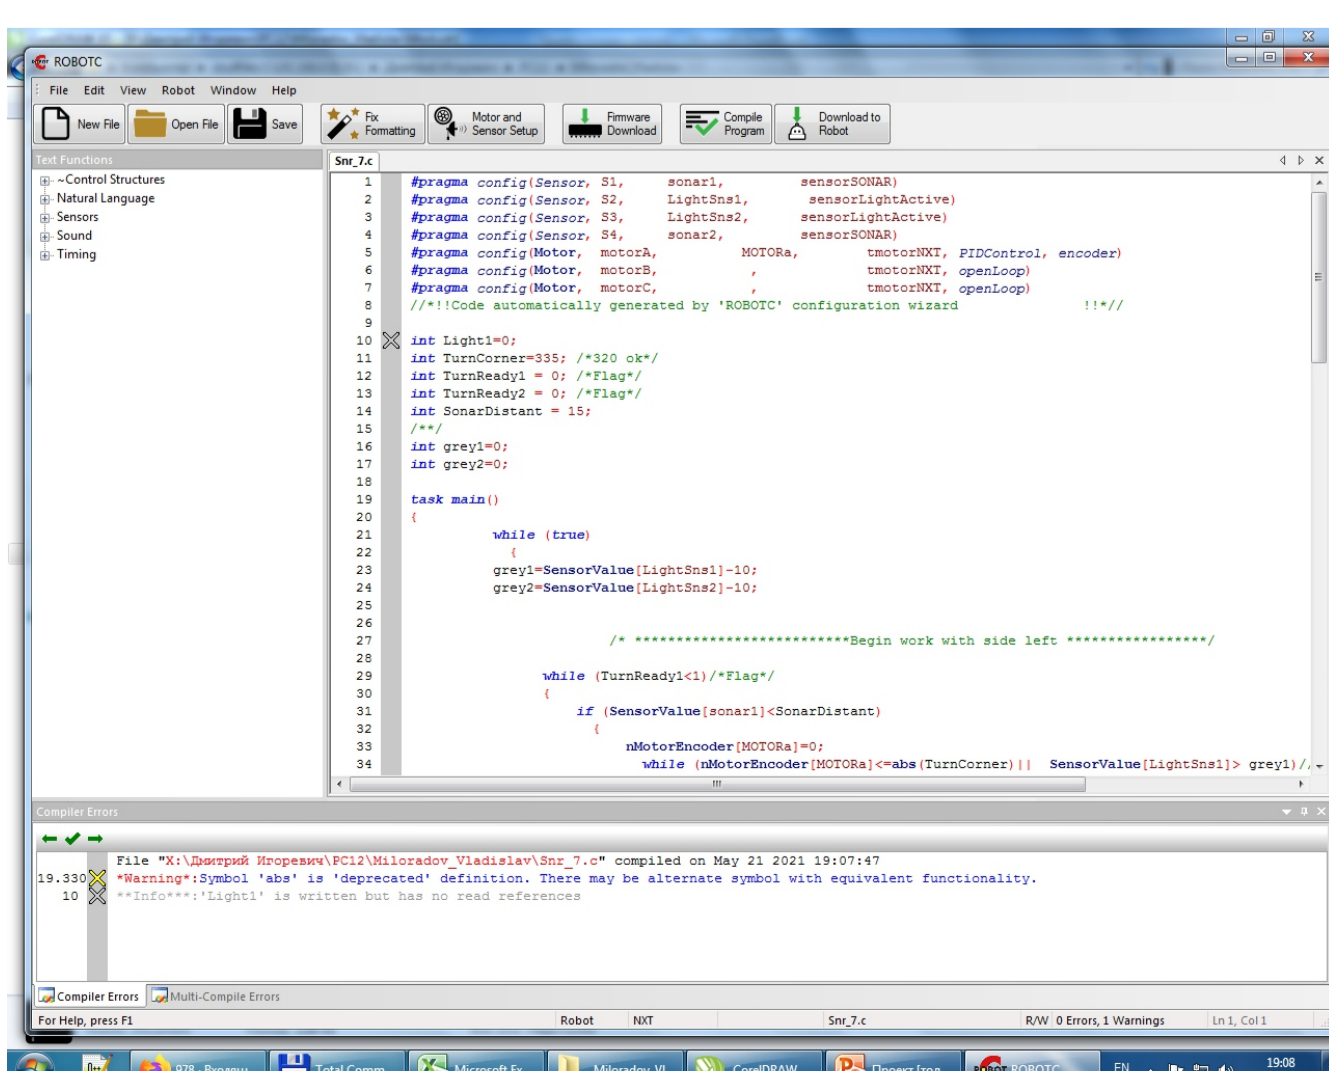 ROBOTC
File Edit View Robot Window Help
New File Open File Save Fix Formatting Motor and Sensor Setup Firmware Download Compile Program Download to Robot
Text Functions
~Control Structures
Natural Language
Sensors
Sound
Timing
Snr_7.c
1 #pragma config(Sensor, S1, sonar1, sensorSONAR)
2 #pragma config(Sensor, S2, LightSns1, sensorLightActive)
3 #pragma config(Sensor, S3, LightSns2, sensorLightActive)
4 #pragma config(Sensor, S4, sonar2, sensorSONAR)
5 #pragma config(Motor, motorA, MOTORa, tmotorNXT, PIDControl, encoder)
6 #pragma config(Motor, motorB, , tmotorNXT, openLoop)
7 #pragma config(Motor, motorC, , tmotorNXT, openLoop)
8 //*!!Code automatically generated by 'ROBOTC' configuration wizard !!*//
9
10 int Light1=0;
11 int TurnCorner=335; /*320 ok*/
12 int TurnReady1 = 0; /*Flag*/
13 int TurnReady2 = 0; /*Flag*/
14 int SonarDistant = 15;
15 /**/
16 int grey1=0;
17 int grey2=0;
18
19 task main()
20 {
21 while (true)
22 {
23 grey1=SensorValue[LightSns1]-10;
24 grey2=SensorValue[LightSns2]-10;
25
26
27 /* **************************Begin work with side left *****************/
28
29 while (TurnReady1<1)/*Flag*/
30 {
31 if (SensorValue[sonar1]<SonarDistant)
32 {
33 nMotorEncoder[MOTORa]=0;
34 while (nMotorEncoder[MOTORa]<=abs(TurnCorner)|| SensorValue[LightSns1]> grey1)/
Compiler Errors
File "X:\Дмитрий Игоревич\PC12\Miloradov_Vladislav\Snr_7.c" compiled on May 21 2021 19:07:47
19.330 *Warning*:Symbol 'abs' is 'deprecated' definition. There may be alternate symbol with equivalent functionality.
10 **Info***:'Light1' is written but has no read references
Compiler Errors Multi-Compile Errors
For Help, press F1 Robot NXT Snr_7.c R/W 0 Errors, 1 Warnings Ln 1, Col 1
978 - Входящ Total Comm Microsoft Ex Miloradov_Vl CorelDRAW Проект [тол ROBOTC EN 19:08